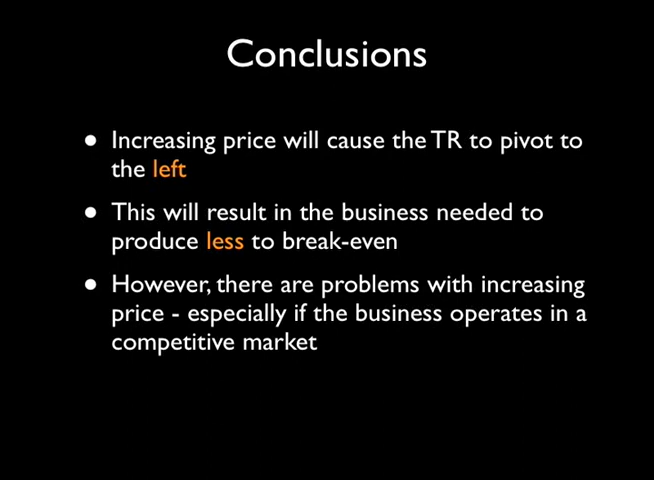 Conclusions
• Increasing price will cause the TR to pivot to
the left
• This will result in the business needed to
produce less to break-even
• However, there are problems with increasing
price - especially if the business operates in a
competitive market